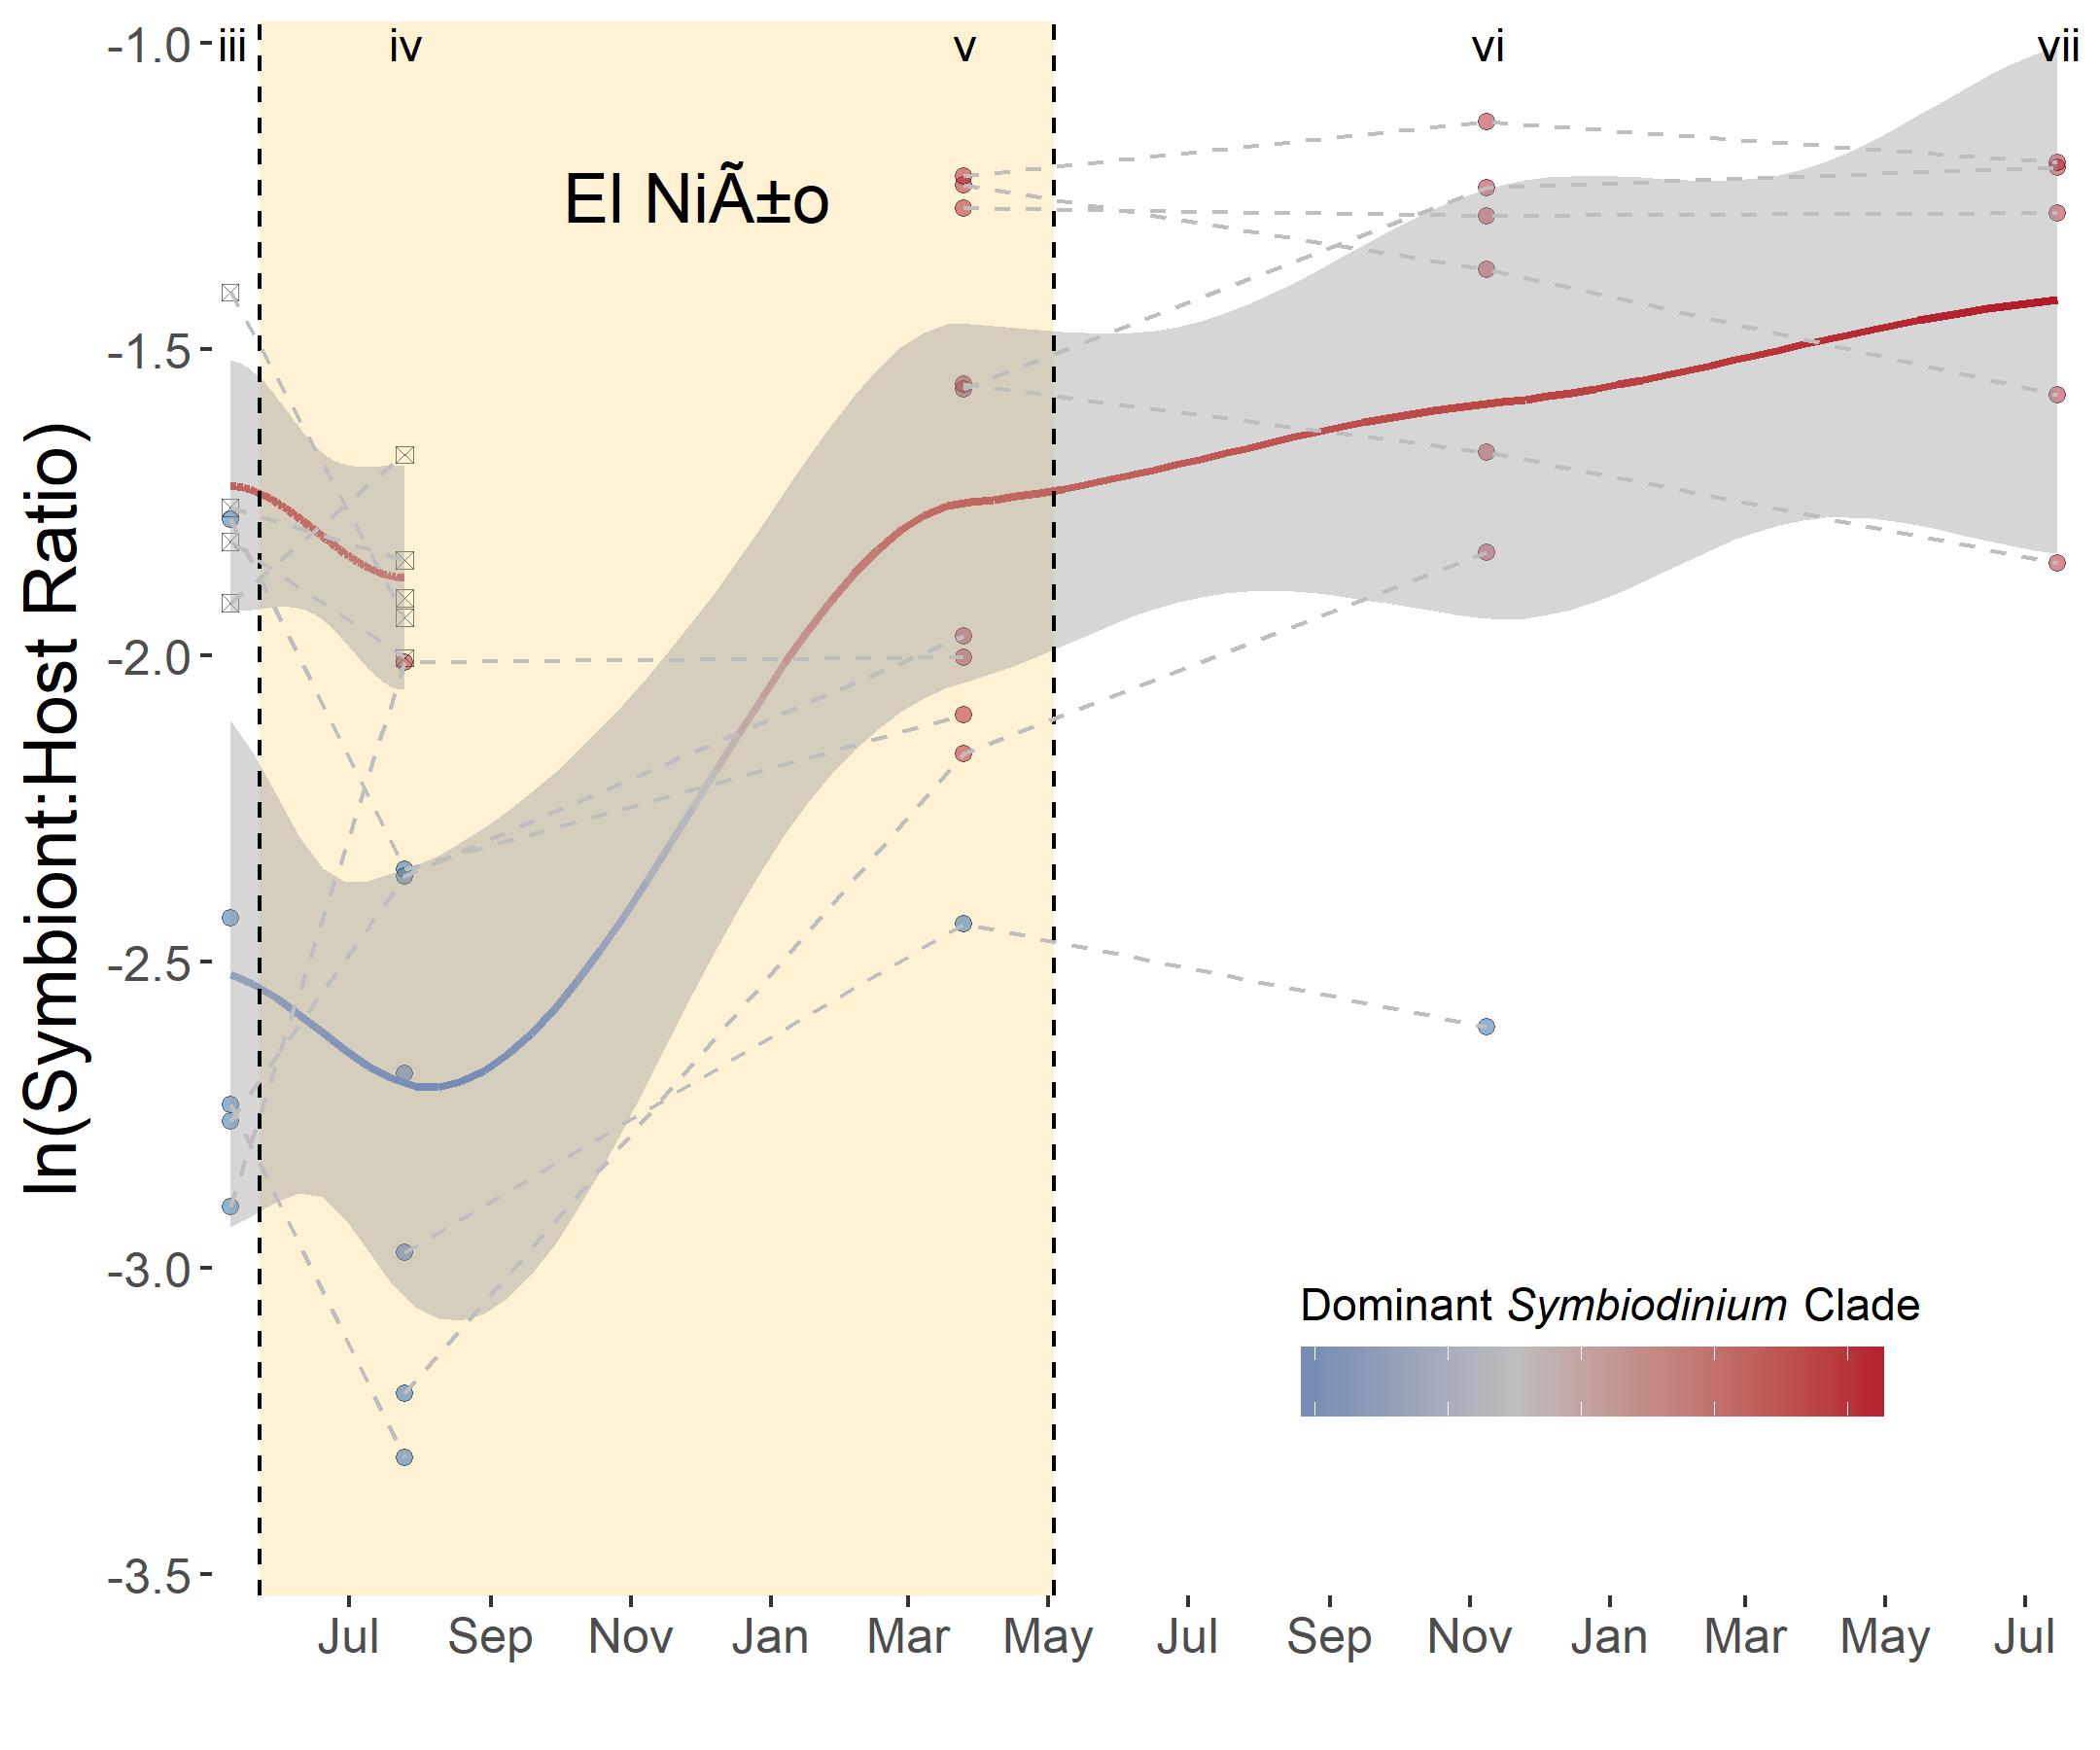 iii iv v vi vii
El NiÃ±o
ln(Symbiont:Host Ratio)
-1.0
-1.5
-2.0
-2.5
-3.0
-3.5
Dominant Symbiodinium Clade
Jul Sep Nov Jan Mar May Jul Sep Nov Jan Mar May Jul